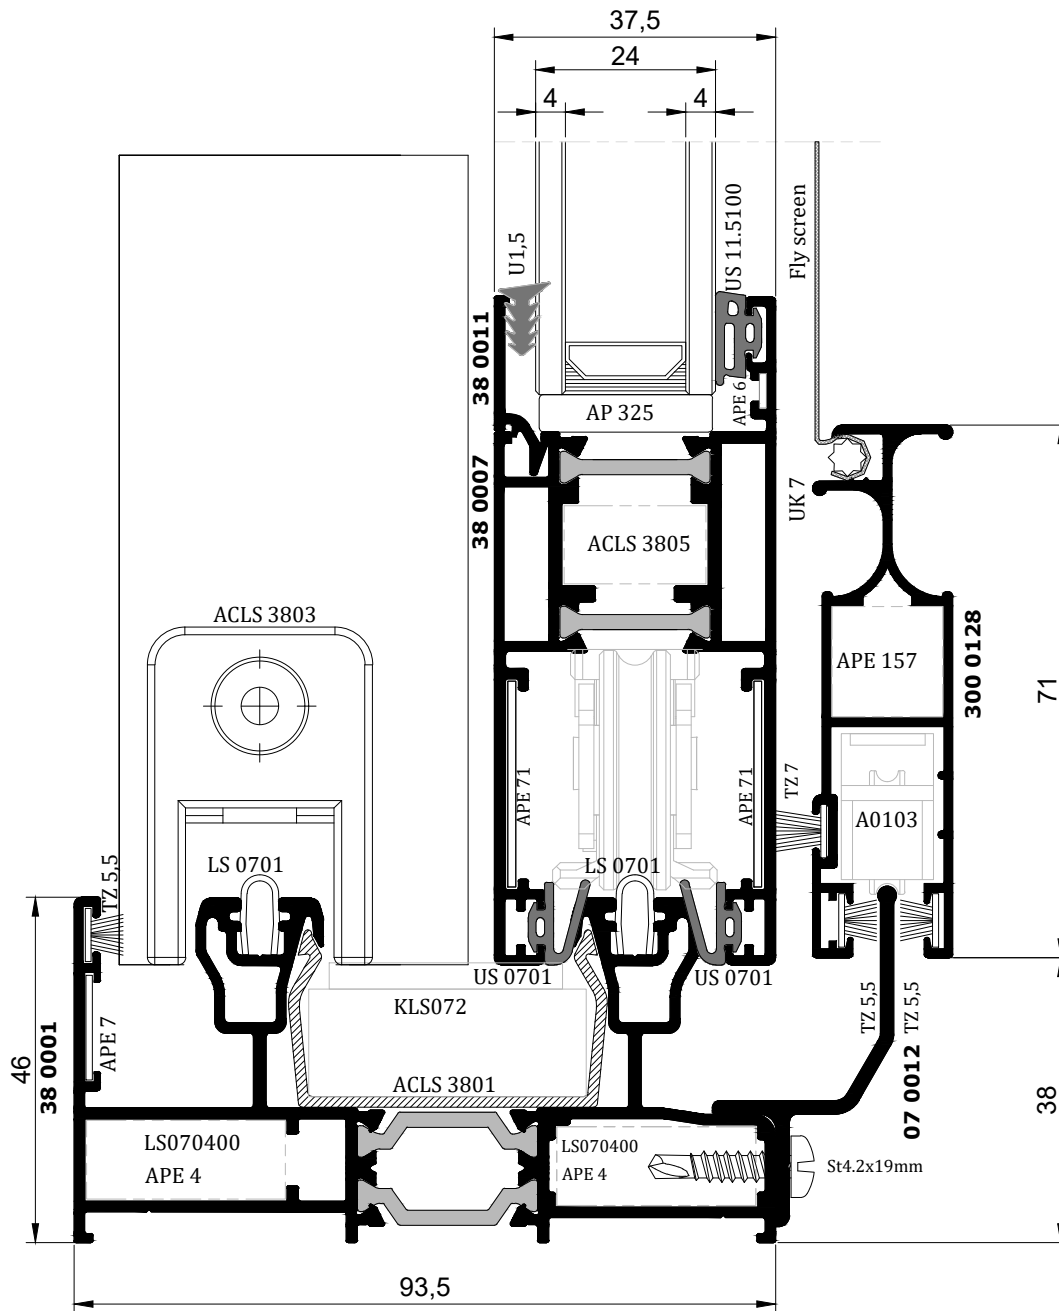 37,5
24
4
4
U1,5
US 11.5100
Fly screen
38 0011
AP 325
APE 6
38 0007
UK 7
ACLS 3805
ACLS 3803
APE 157
300 0128
71
APE 71
APE 71
TZ 7
A0103
LS 0701
LS 0701
TZ 5,5
US 0701
US 0701
KLS072
TZ 5,5
TZ 5,5
APE 7
46
38 0001
ACLS 3801
07 0012
38
LS070400
APE 4
LS070400
APE 4
St4.2x19mm
93,5